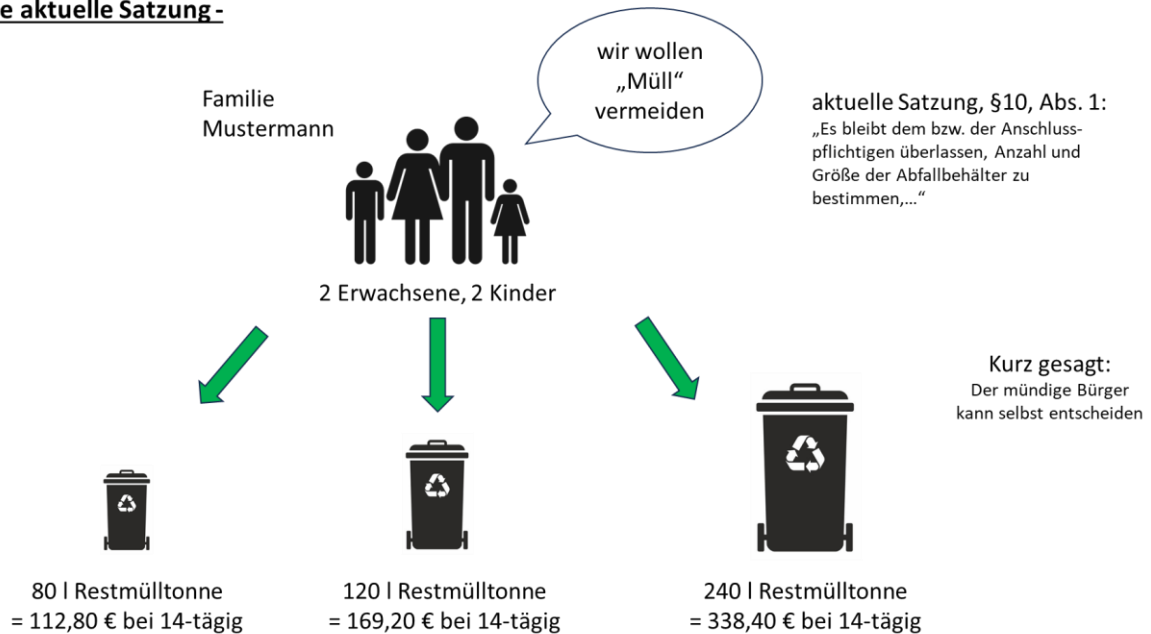 e aktuelle Satzung -
wir wollen
„Müll“
vermeiden
Familie
Mustermann
aktuelle Satzung, §10, Abs. 1:
„Es bleibt dem bzw. der Anschluss-
pflichtigen überlassen, Anzahl und
Größe der Abfallbehälter zu
bestimmen,…“
2 Erwachsene, 2 Kinder
Kurz gesagt:
Der mündige Bürger
kann selbst entscheiden
80 l Restmülltonne
= 112,80 € bei 14-tägig
120 l Restmülltonne
= 169,20 € bei 14-tägig
240 l Restmülltonne
= 338,40 € bei 14-tägig